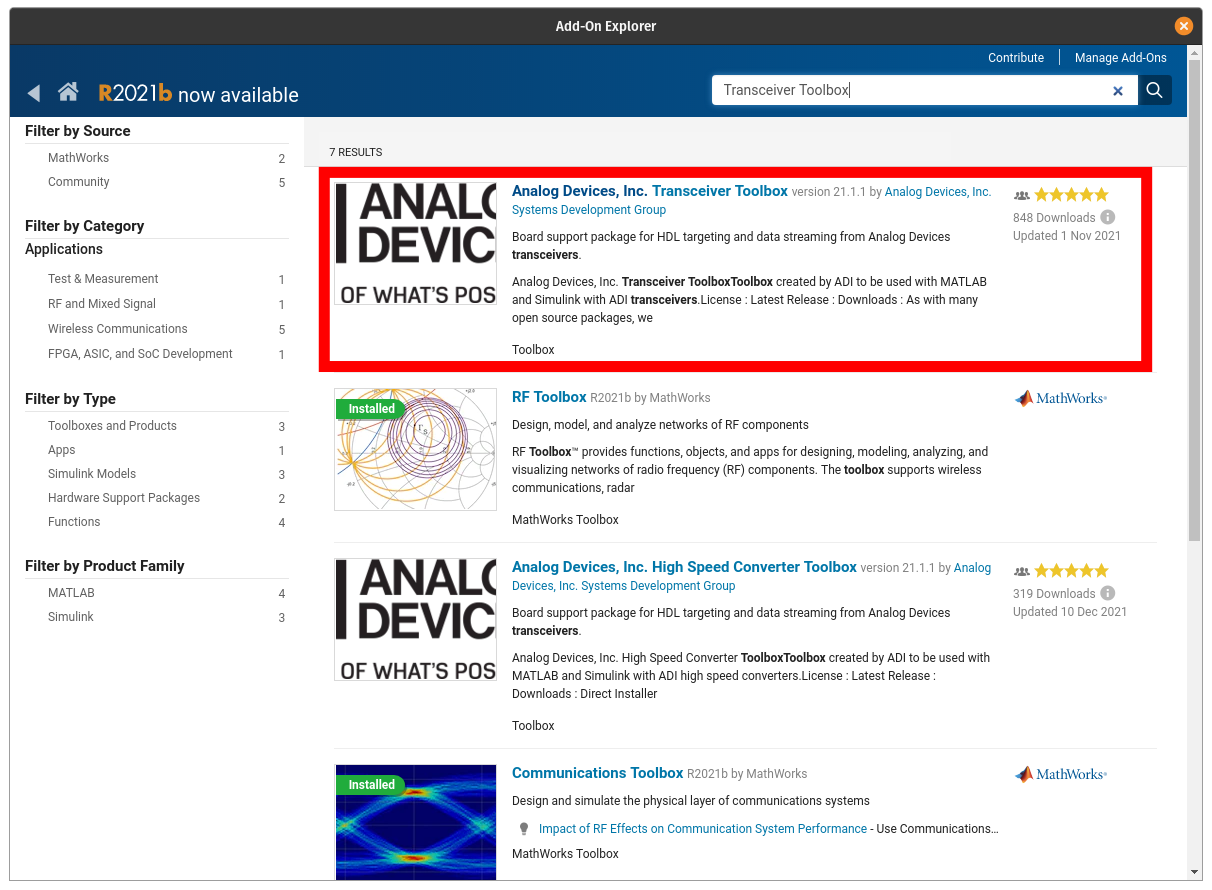 Add-On Explorer
Contribute
Manage Add-Ons
R2021b now available
Transceiver Toolbox
Filter by Source
MathWorks 2
Community 5
Filter by Category
Applications
Test & Measurement 1
RF and Mixed Signal 1
Wireless Communications 5
FPGA, ASIC, and SoC Development 1
Filter by Type
Toolboxes and Products 3
Apps 1
Simulink Models 3
Hardware Support Packages 2
Functions 4
Filter by Product Family
MATLAB 4
Simulink 3
7 RESULTS
ANALO
DEVIC
OF WHAT'S POS
Analog Devices, Inc. Transceiver Toolbox version 21.1.1 by Analog Devices, Inc.
Systems Development Group
Board support package for HDL targeting and data streaming from Analog Devices
transceivers.
Analog Devices, Inc. Transceiver ToolboxToolbox created by ADI to be used with MATLAB
and Simulink with ADI transceivers.License : Latest Release : Downloads : As with many
open source packages, we
Toolbox
848 Downloads
Updated 1 Nov 2021
Installed
RF Toolbox R2021b by MathWorks
Design, model, and analyze networks of RF components
RF Toolbox™ provides functions, objects, and apps for designing, modeling, analyzing, and
visualizing networks of radio frequency (RF) components. The toolbox supports wireless
communications, radar
MathWorks Toolbox
MathWorks®
ANALO
DEVIC
OF WHAT'S POS
Analog Devices, Inc. High Speed Converter Toolbox version 21.1.1 by Analog
Devices, Inc. Systems Development Group
Board support package for HDL targeting and data streaming from Analog Devices
transceivers.
Analog Devices, Inc. High Speed Converter ToolboxToolbox created by ADI to be used with
MATLAB and Simulink with ADI high speed converters.License : Latest Release :
Downloads : Direct Installer
Toolbox
319 Downloads
Updated 10 Dec 2021
Installed
Communications Toolbox R2021b by MathWorks
Design and simulate the physical layer of communications systems
Impact of RF Effects on Communication System Performance - Use Communications...
MathWorks Toolbox
MathWorks®